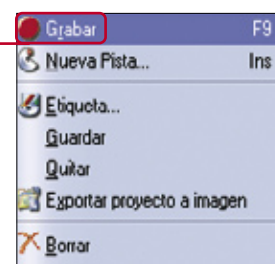 Grabar F9
Nueva Pista... Ins
Etiqueta...
Guardar
Quitar
Exportar proyecto a imagen
Borrar